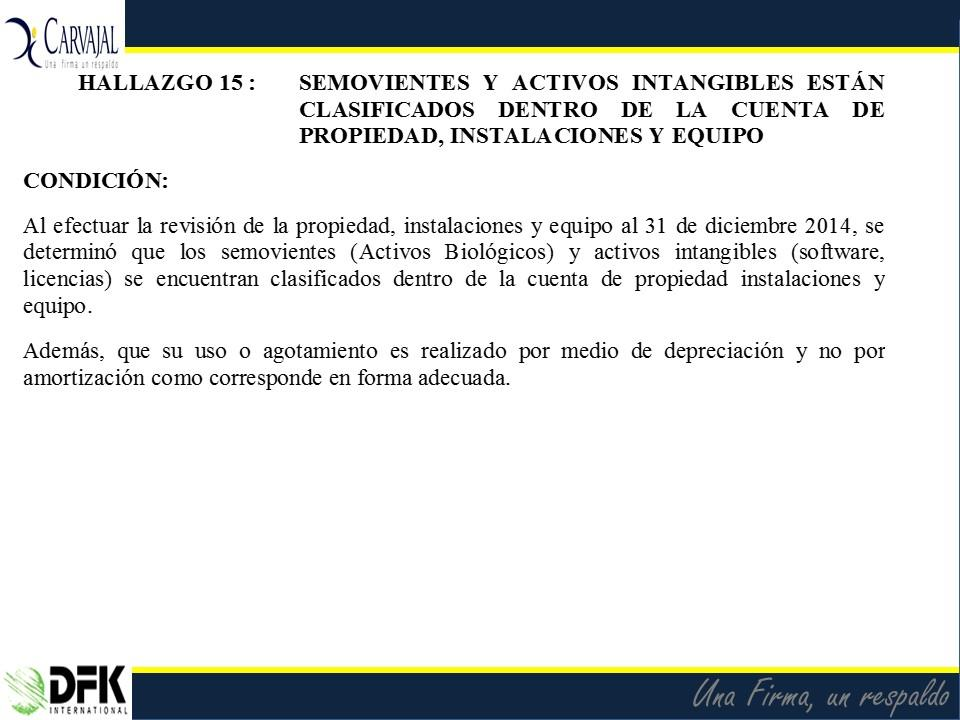 CARVAJAL
Una firma un respaldo
HALLAZGO 15 : SEMOVIENTES Y ACTIVOS INTANGIBLES ESTÁN
CLASIFICADOS DENTRO DE LA CUENTA DE
PROPIEDAD, INSTALACIONES Y EQUIPO
CONDICIÓN:
Al efectuar la revisión de la propiedad, instalaciones y equipo al 31 de diciembre 2014, se
determinó que los semovientes (Activos Biológicos) y activos intangibles (software,
licencias) se encuentran clasificados dentro de la cuenta de propiedad instalaciones y
equipo.
Además, que su uso o agotamiento es realizado por medio de depreciación y no por
amortización como corresponde en forma adecuada.
DFK
INTERNATIONAL
Una Firma, un respaldo